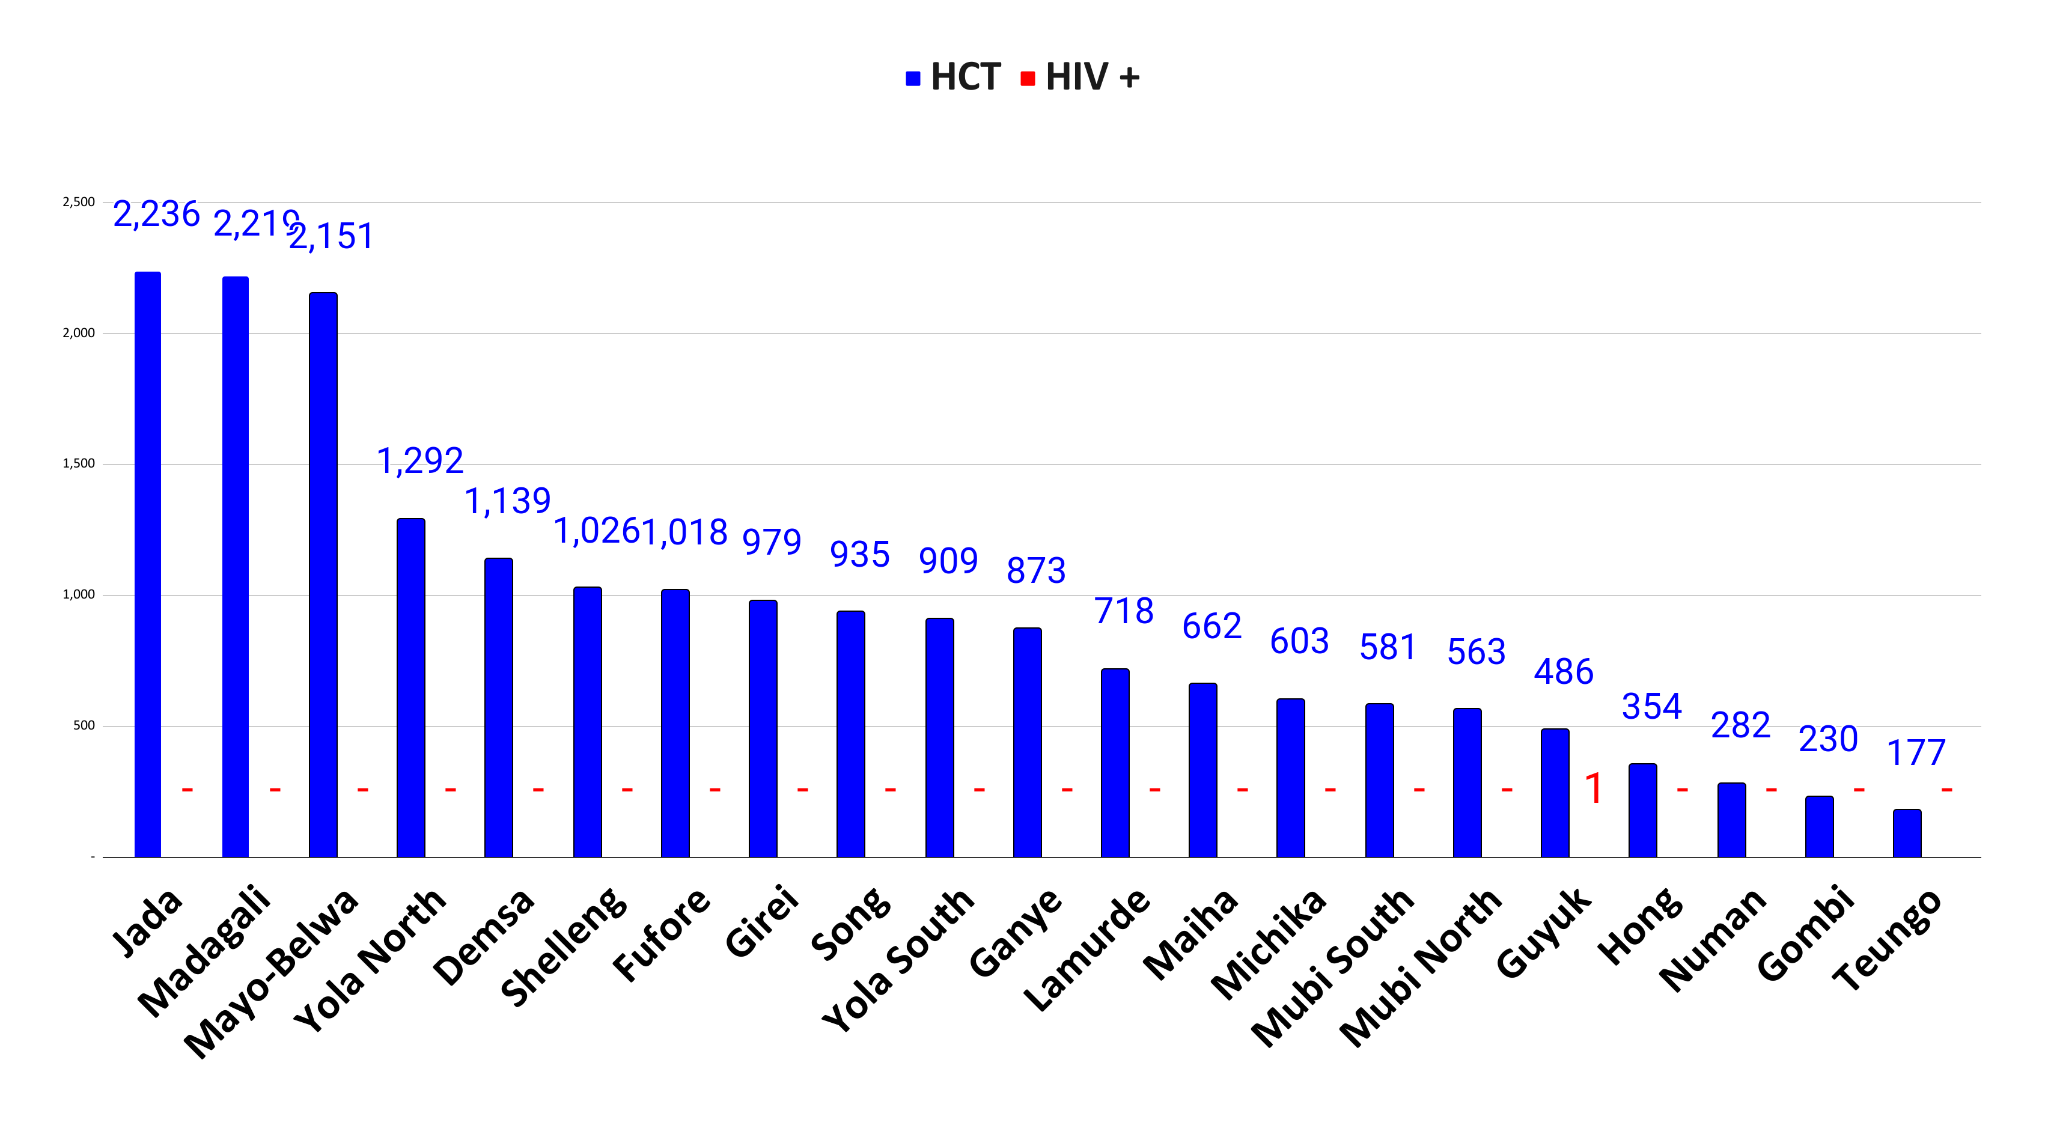 HCT HIV +
2,500
2,000
1,500
1,000
500
-
2,236 2,219 2,151 1,292 1,139 1,026 1,018 979 935 909 873 718 662 603 581 563 486 354 282 230 177
- - - - - - - - - - - - - - - - 1 - - - -
Jada Madagali Mayo-Belwa Yola North Demsa Shelleng Fufore Girei Song Yola South Ganye Lamurde Maiha Michika Mubi South Mubi North Guyuk Hong Numan Gombi Teungo